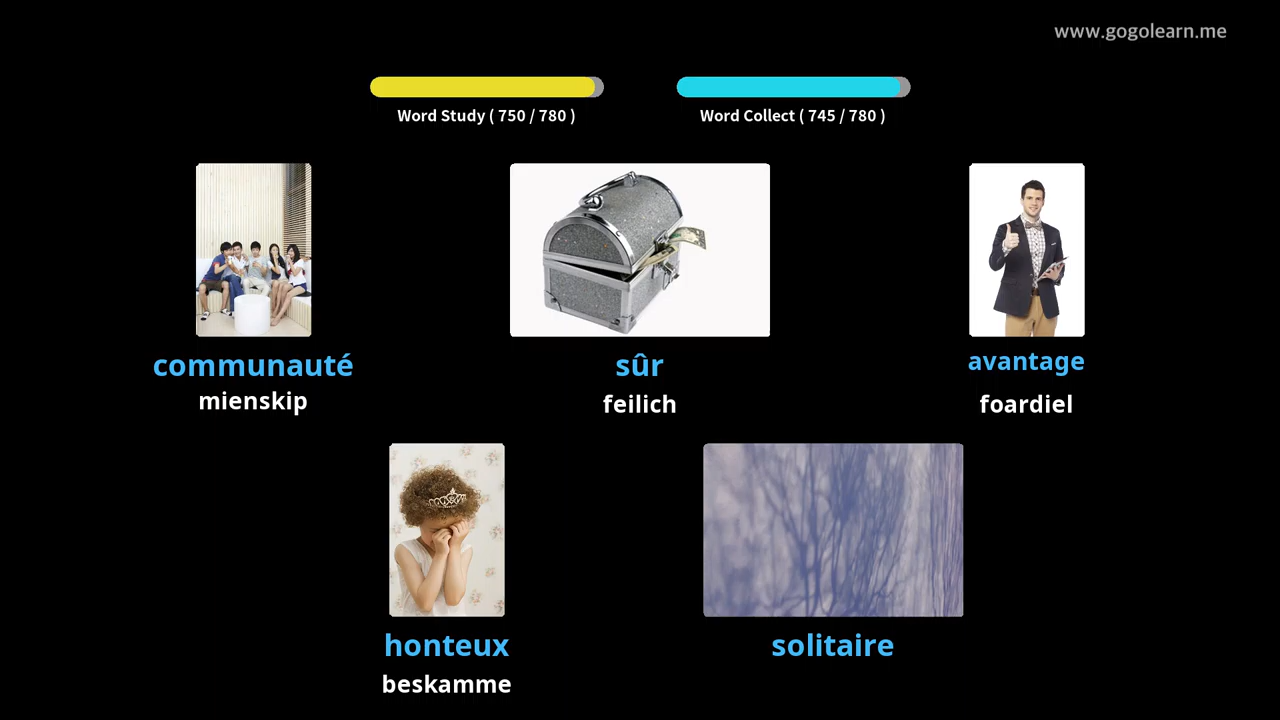 www.gogolearn.me
Word Study ( 750 / 780 )
Word Collect ( 745 / 780 )
communauté
mienskip
sûr
feilich
avantage
foardiel
honteux
beskamme
solitaire